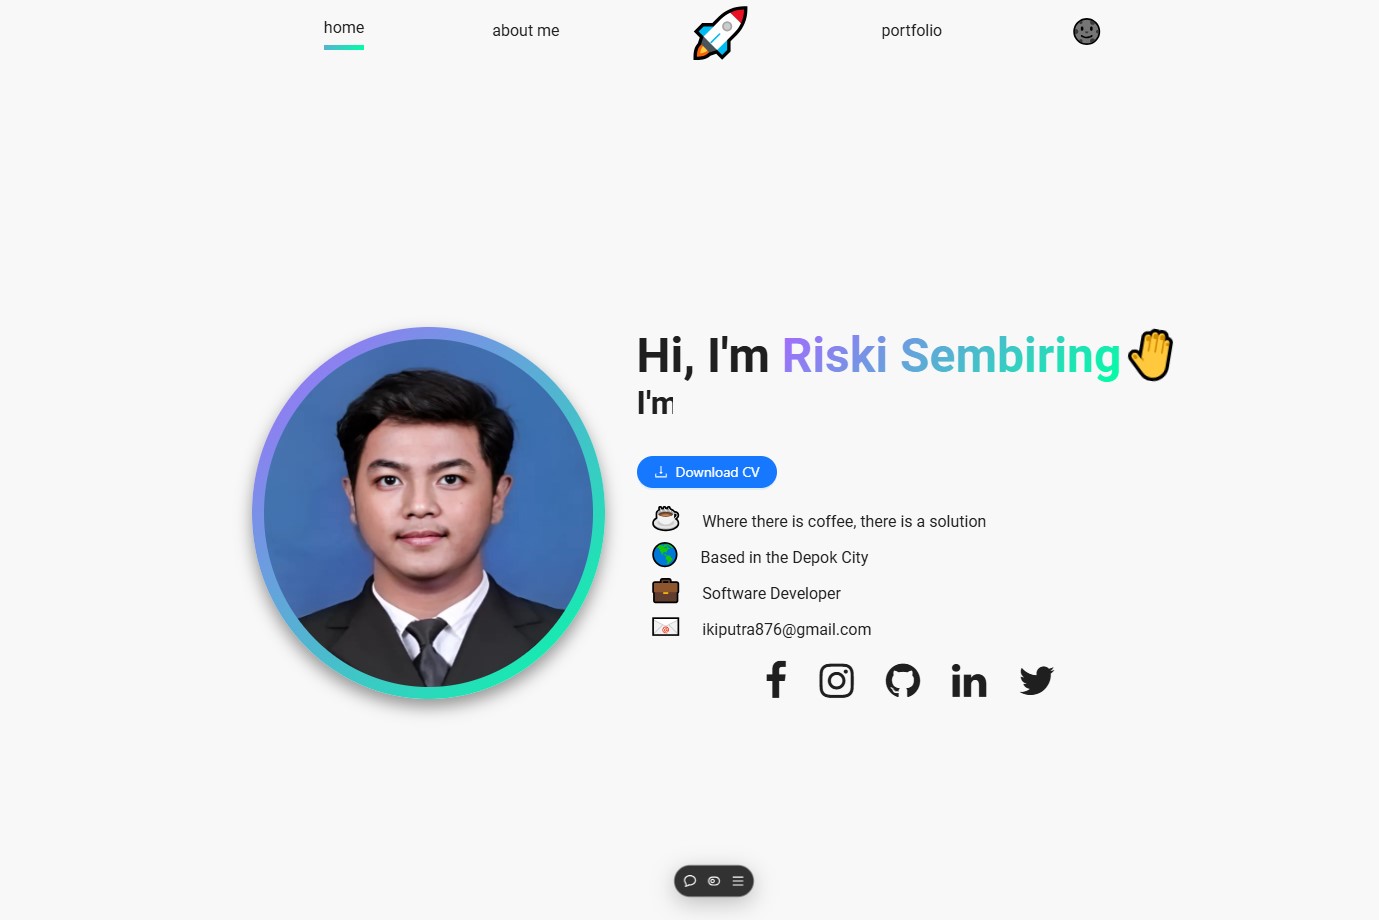 home
about me
portfolio
Hi, I'm Riski Sembiring
I'm
Download CV
Where there is coffee, there is a solution
Based in the Depok City
Software Developer
ikiputra876@gmail.com